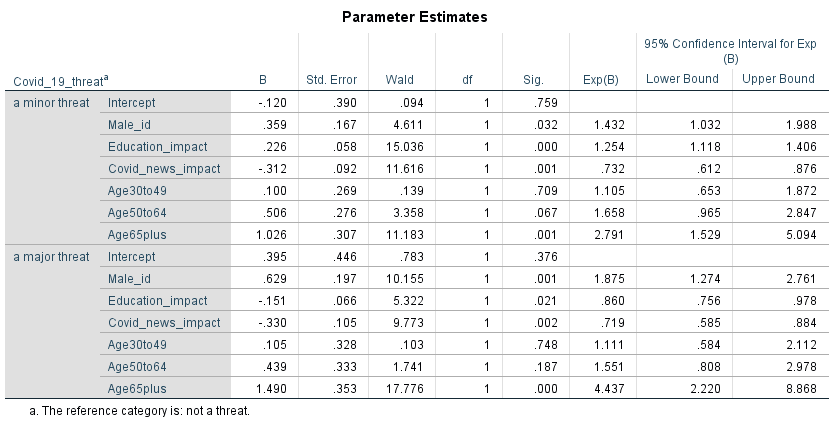 Parameter Estimates
95% Confidence Interval for Exp (B)
Covid_19_threatᵃ B Std. Error Wald df Sig. Exp(B) Lower Bound Upper Bound
a minor threat Intercept -.120 .390 .094 1 .759
Male_id .359 .167 4.611 1 .032 1.432 1.032 1.988
Education_impact .226 .058 15.036 1 .000 1.254 1.118 1.406
Covid_news_impact -.312 .092 11.616 1 .001 .732 .612 .876
Age30to49 .100 .269 .139 1 .709 1.105 .653 1.872
Age50to64 .506 .276 3.358 1 .067 1.658 .965 2.847
Age65plus 1.026 .307 11.183 1 .001 2.791 1.529 5.094
a major threat Intercept .395 .446 .783 1 .376
Male_id .629 .197 10.155 1 .001 1.875 1.274 2.761
Education_impact -.151 .066 5.322 1 .021 .860 .756 .978
Covid_news_impact -.330 .105 9.773 1 .002 .719 .585 .884
Age30to49 .105 .328 .103 1 .748 1.111 .584 2.112
Age50to64 .439 .333 1.741 1 .187 1.551 .808 2.978
Age65plus 1.490 .353 17.776 1 .000 4.437 2.220 8.868
a. The reference category is: not a threat.